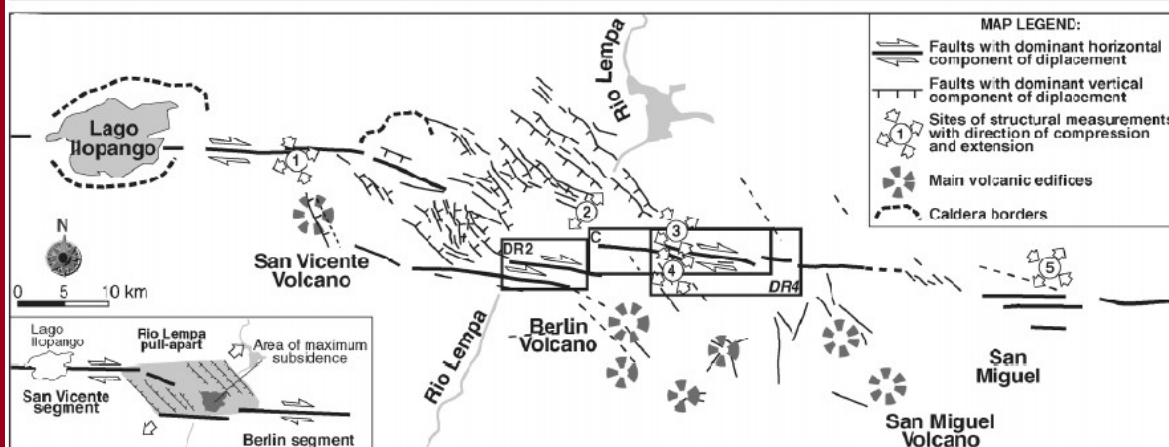 MAP LEGEND:
Faults with dominant horizontal
component of diplacement
Faults with dominant vertical
component of diplacement
Sites of structural measurements
with direction of compression
and extension
1
Main volcanic edifices
Caldera borders
Rio Lempa
Lago
Ilopango
1
2
3
4
5
C
DR2
DR4
N
San Vicente
Volcano
0 5 10 km
Rio Lempa
Berlin
Volcano
San
Miguel
San Miguel
Volcano
Lago
Ilopango
Rio Lempa
pull-apart
Area of maximum
subsidence
San Vicente
segment
Berlin segment